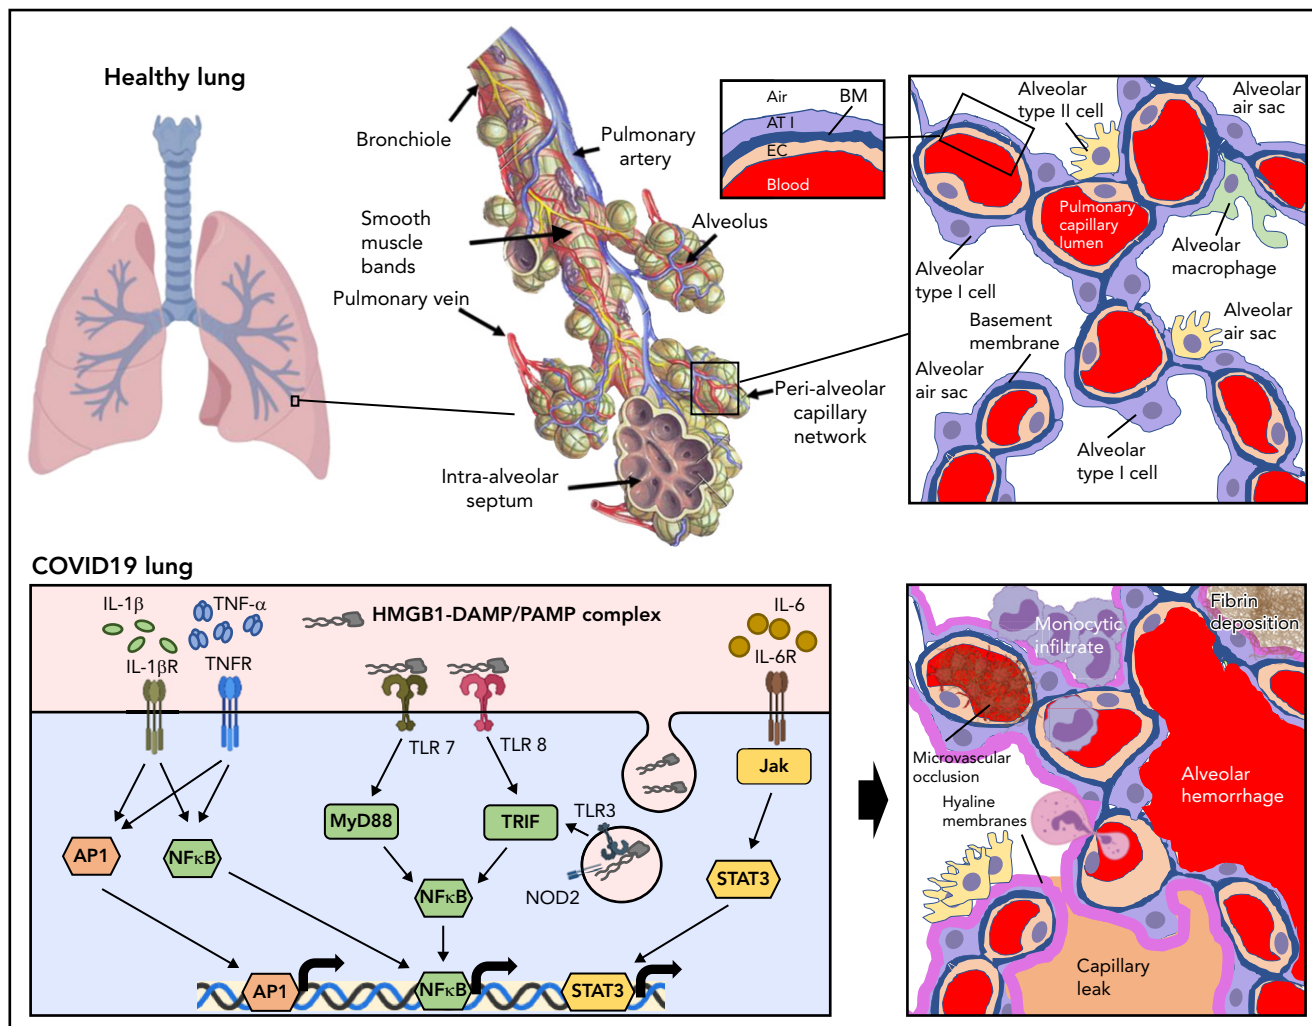 Healthy lung
Bronchiole
Pulmonary
artery
Smooth
muscle
bands
Alveolus
Pulmonary vein
Peri-alveolar
capillary
network
Intra-alveolar
septum
Air
BM
AT I
EC
Blood
Alveolar
type II cell
Alveolar
air sac
Pulmonary
capillary
lumen
Alveolar
macrophage
Alveolar
type I cell
Basement
membrane
Alveolar
air sac
Alveolar
air sac
Alveolar
type I cell
COVID19 lung
IL-1β
TNF-α
HMGB1-DAMP/PAMP complex
IL-6
IL-1βR
TNFR
IL-6R
TLR 7
TLR 8
Jak
MyD88
TRIF
TLR3
AP1
NFκB
NOD2
STAT3
NFκB
AP1
NFκB
STAT3
Monocytic
infiltrate
Fibrin
deposition
Microvascular
occlusion
Alveolar
hemorrhage
Hyaline
membranes
Capillary
leak